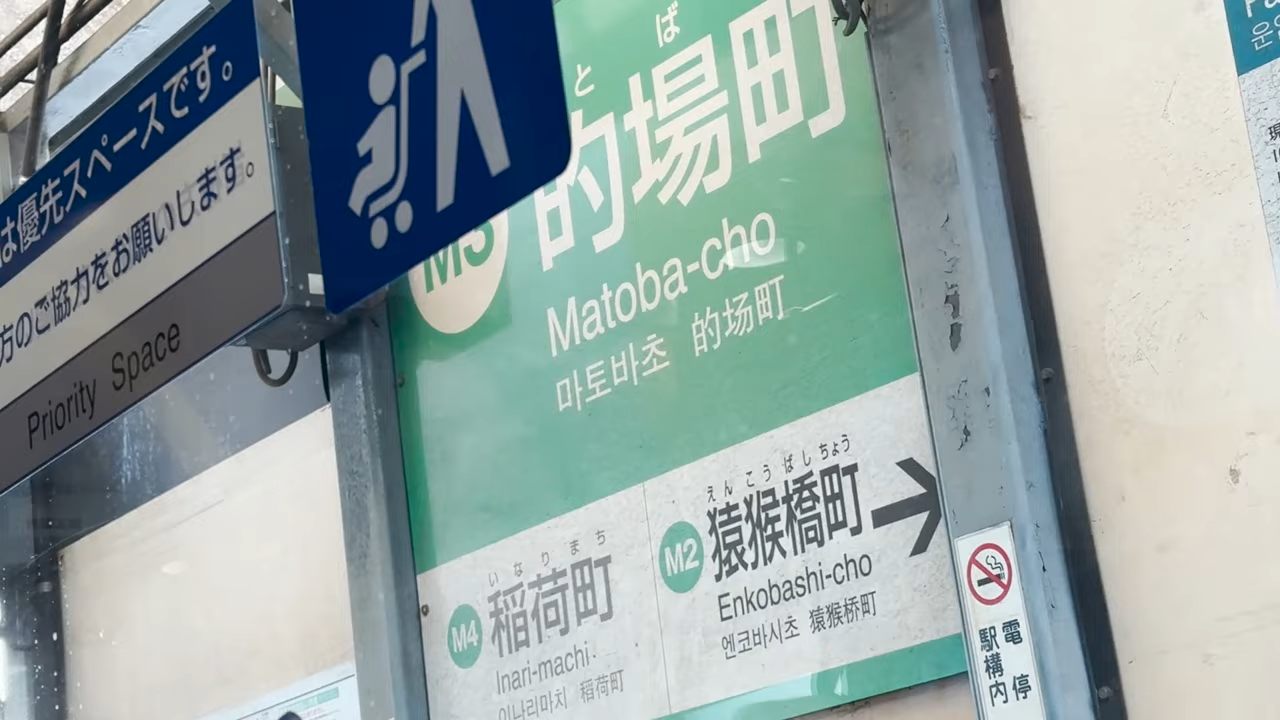 は優先スペースです。
方のご協力をお願いします。
Priority Space
とば
M3
的場町
Matoba-cho
마토바초 的场町
いなりまち
M4 稲荷町
Inari-machi
이나리마치 稲荷町
えんこうばしちょう
M2 猿猴橋町
Enkobashi-cho
엔코바시초 猿猴桥町
電停
駅構内